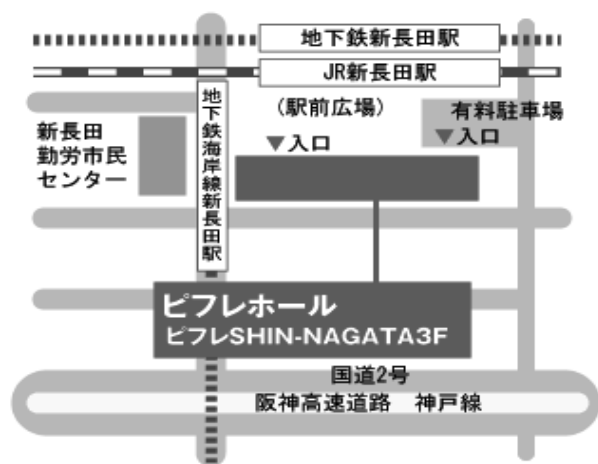 地下鉄新長田駅
JR新長田駅
(駅前広場)
有料駐車場
▼入口
▼入口
新長田
勤労市民
センター
地下鉄海岸線新長田駅
ピフレホール
ピフレSHIN-NAGATA3F
国道2号
阪神高速道路 神戸線